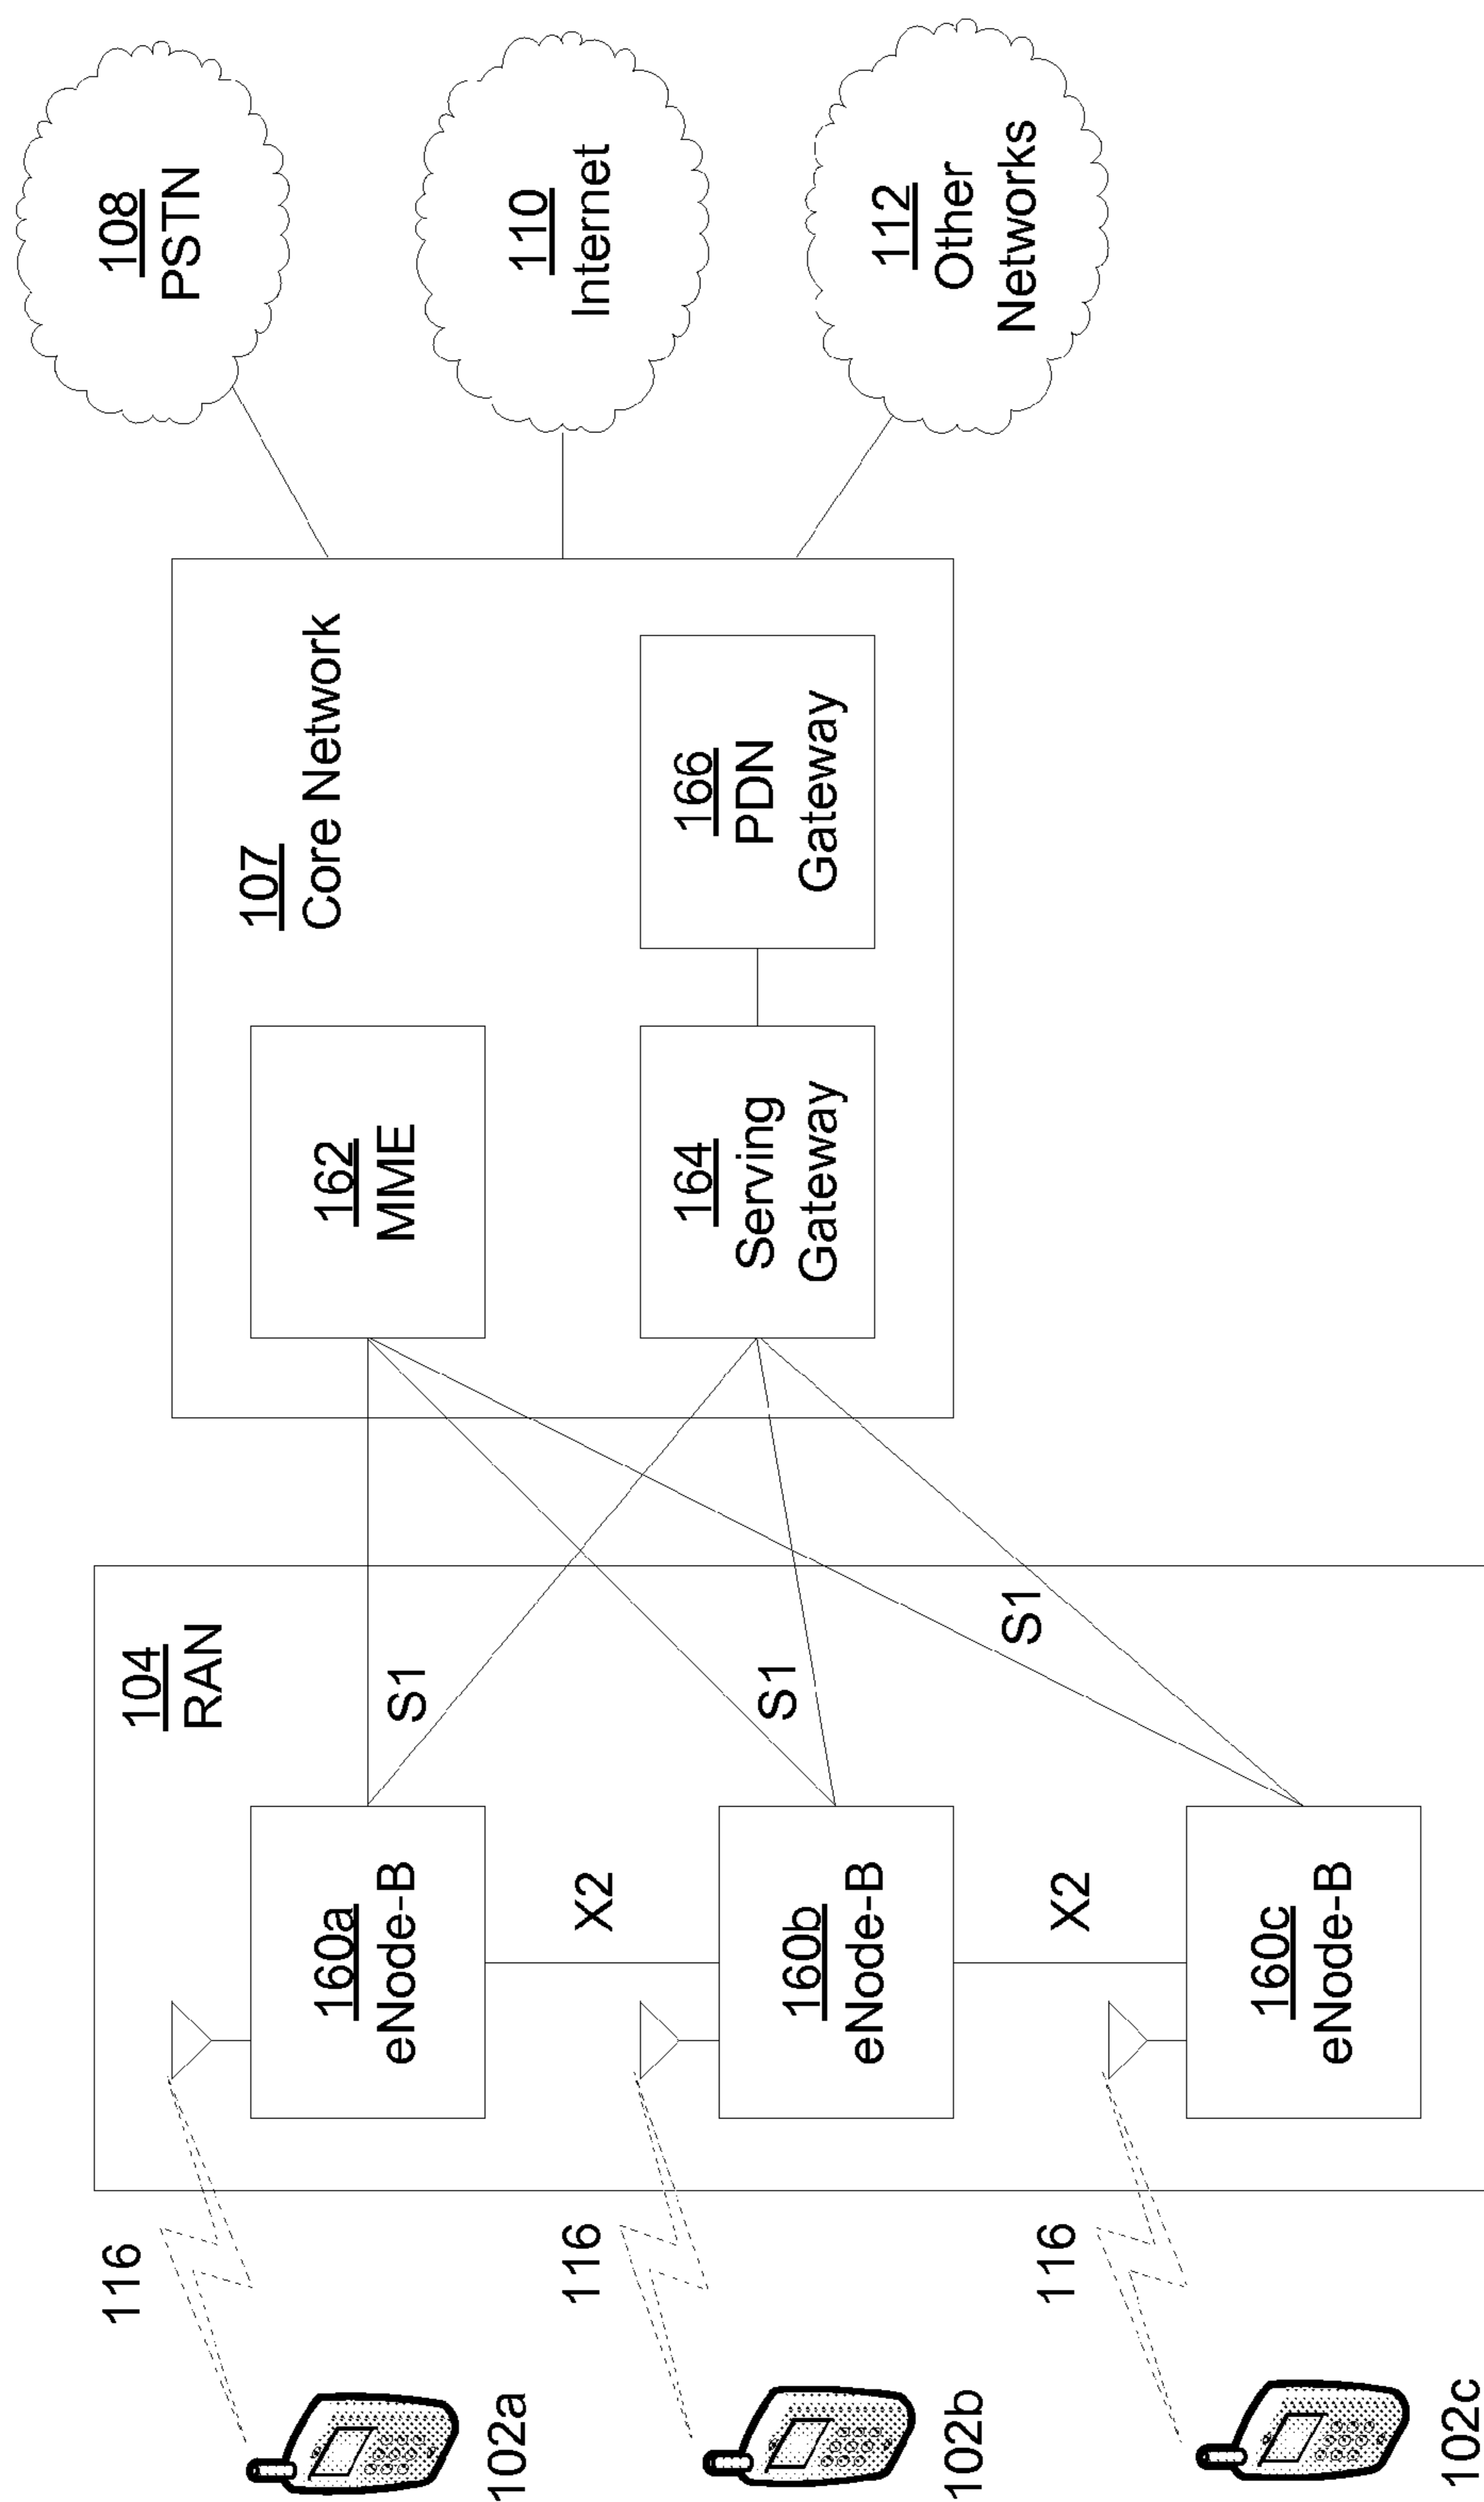 116
102a
116
102b
116
102c
104
RAN
160a
eNode-B
S1
X2
160b
eNode-B
S1
X2
160c
eNode-B
S1
107
Core Network
162
MME
164
Serving
Gateway
166
PDN
Gateway
108
PSTN
110
Internet
112
Other
Networks